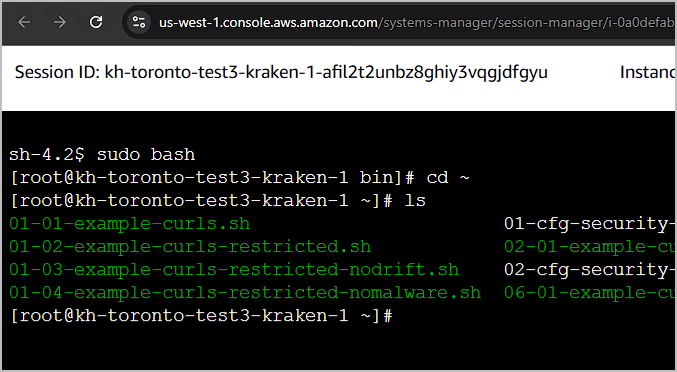 us-west-1.console.aws.amazon.com/systems-manager/session-manager/i-0a0defab
Session ID: kh-toronto-test3-kraken-1-afil2t2unbz8ghiy3vqgjdfgyu Instanc
sh-4.2$ sudo bash
[root@kh-toronto-test3-kraken-1 bin]# cd ~
[root@kh-toronto-test3-kraken-1 ~]# ls
01-01-example-curls.sh 01-cfg-security-
01-02-example-curls-restricted.sh 02-01-example-cu
01-03-example-curls-restricted-nodrift.sh 02-cfg-security-
01-04-example-curls-restricted-nomalware.sh 06-01-example-cu
[root@kh-toronto-test3-kraken-1 ~]#